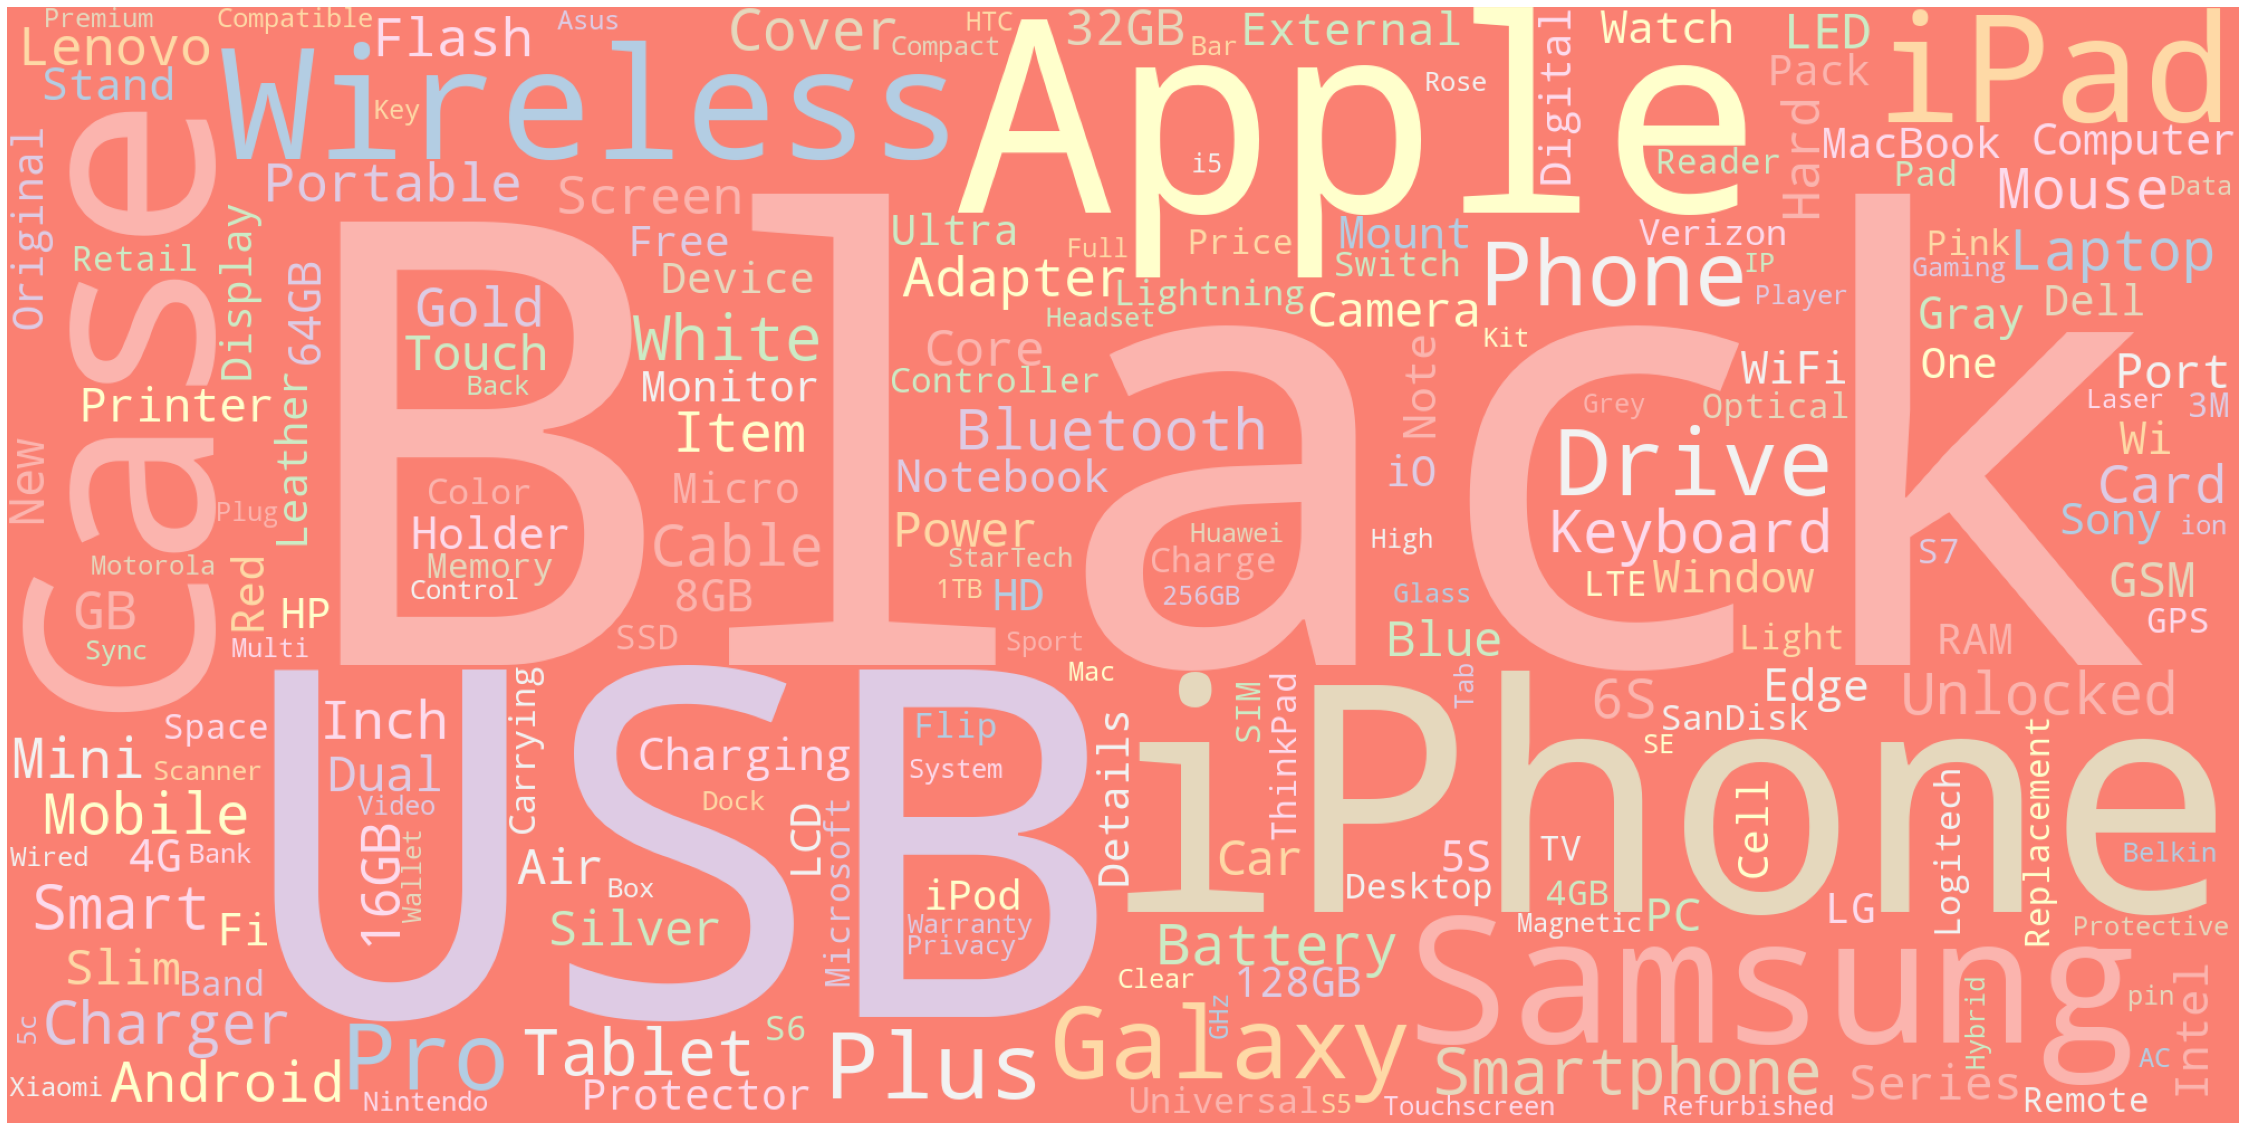 Premium
Compatible
Asus
Cover
HTC
32GB
Bar
External
Watch
LED
iPad
Lenovo
Flash
Compact
Apple
Digital
Pack
Stand
Wireless
Key
Rose
Hard
MacBook
Computer
Original
Case
Portable
Screen
i5
Reader
Pad
Mouse
Data
Display
Free
Ultra
Full
Price
Mount
Verizon
Pink
Laptop
Retail
64GB
Device
Adapter
Lightning
Switch
Phone
IP
Gaming
Gold
Black
Headset
Camera
Player
Gray
Dell
Touch
White
Core
Kit
Back
Monitor
Controller
Note
WiFi
One
Port
Printer
Leather
Item
Bluetooth
Grey
Optical
Laser
3M
New
Color
Micro
Notebook
iO
Drive
Wi
Card
Plug
Holder
Cable
Power
Huawei
High
Keyboard
Sony
ion
Motorola
Memory
StarTech
Charge
S7
Red
Control
8GB
1TB
HD
256GB
Glass
LTE
Window
GSM
GB
HP
Sync
Multi
SSD
Sport
Blue
Light
RAM
GPS
USB
iPhone
Mac
Tab
Space
Inch
Carrying
Flip
Details
SIM
ThinkPad
6S
SanDisk
Edge
Unlocked
Mini
Scanner
Dual
Charging
System
SE
Replacement
Mobile
Video
Dock
LCD
Microsoft
Cell
Logitech
Wired
4G
Bank
16GB
Wallet
Air
Box
Car
5S
TV
Belkin
Smart
Fi
iPod
Desktop
4GB
LG
Silver
Warranty
Privacy
Magnetic
PC
Protective
Slim
Band
Battery
Clear
128GB
Samsung
Hybrid
pin
Intel
5c
Charger
Pro
Tablet
S6
Plus
Galaxy
GHz
AC
Xiaomi
Android
Nintendo
Protector
Universal
S5
Smartphone
Touchscreen
Refurbished
Series
Remote